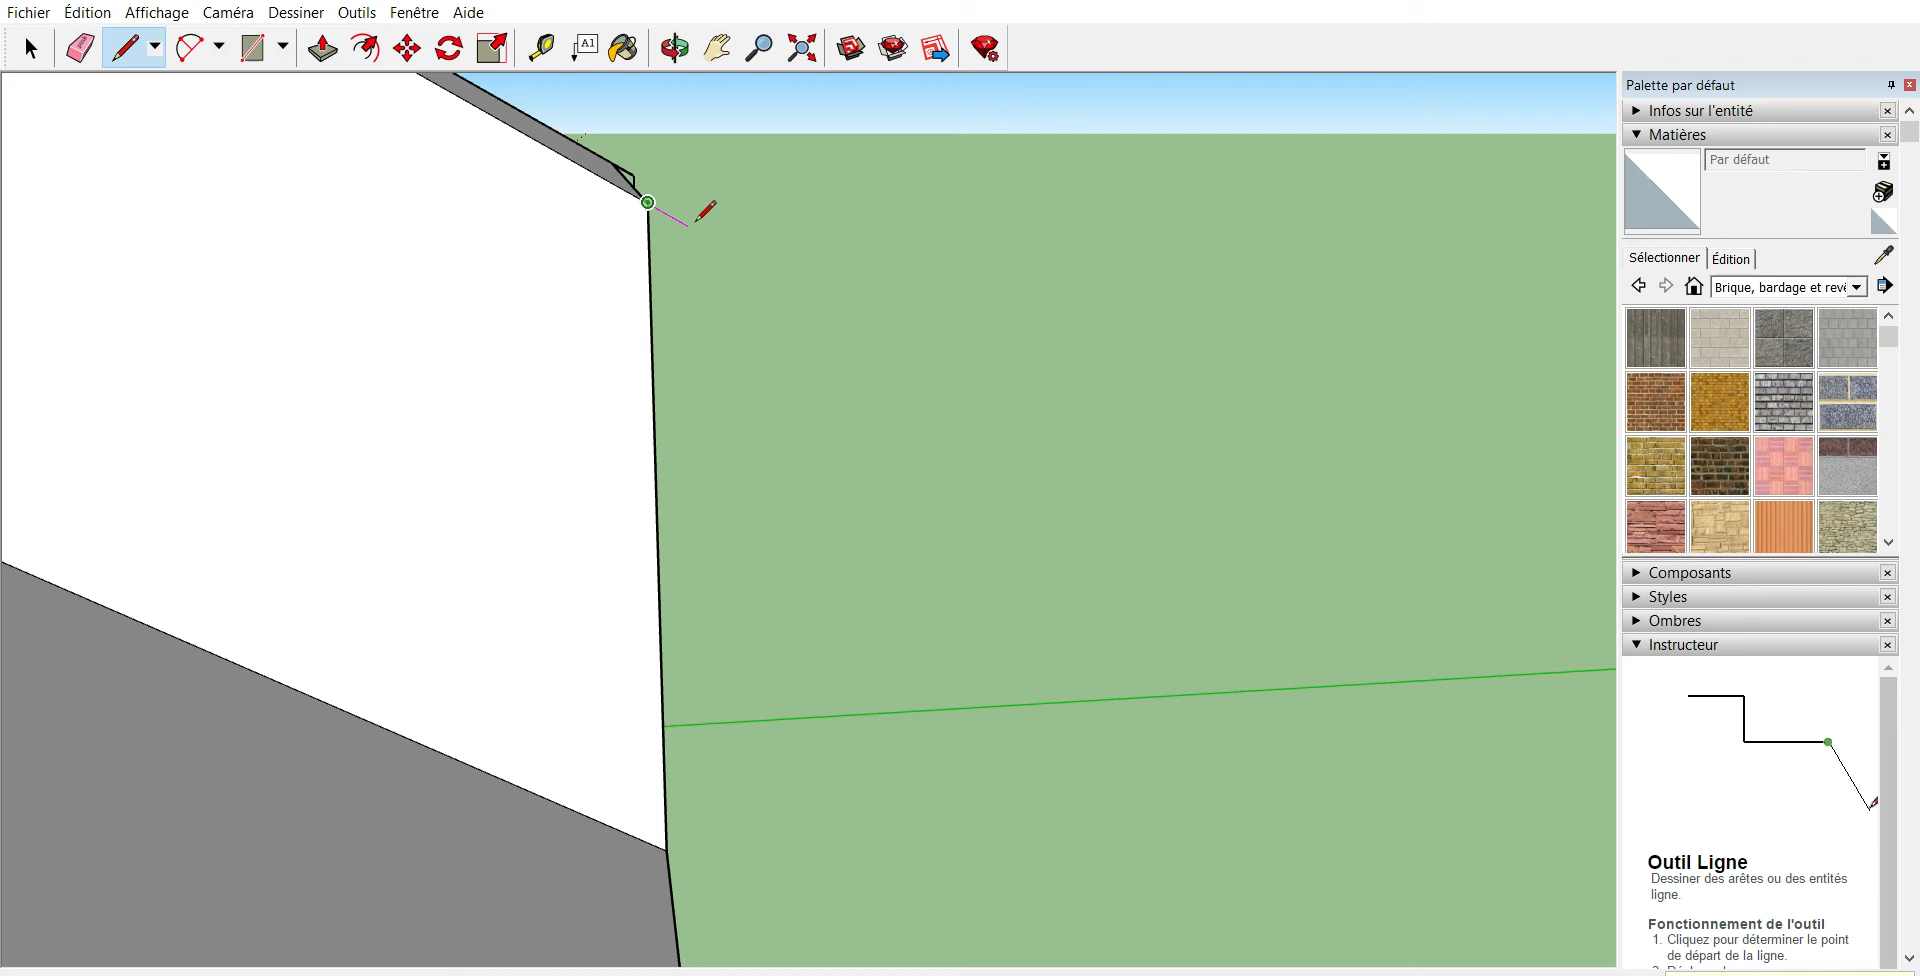 Fichier Édition Affichage Caméra Dessiner Outils Fenêtre Aide
A1
Palette par défaut
Infos sur l'entité
Matières
Par défaut
Sélectionner Édition
Brique, bardage et revê
Composants
Styles
Ombres
Instructeur
Outil Ligne
Dessiner des arêtes ou des entités
ligne.
Fonctionnement de l'outil
1. Cliquez pour déterminer le point
de départ de la ligne.